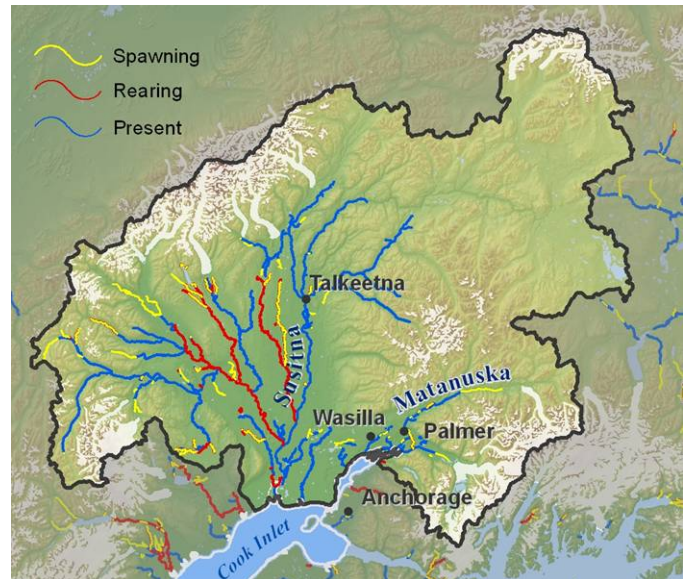 Spawning
Rearing
Present
Talkeetna
Susitna
Matanuska
Wasilla
Palmer
Anchorage
Cook Inlet